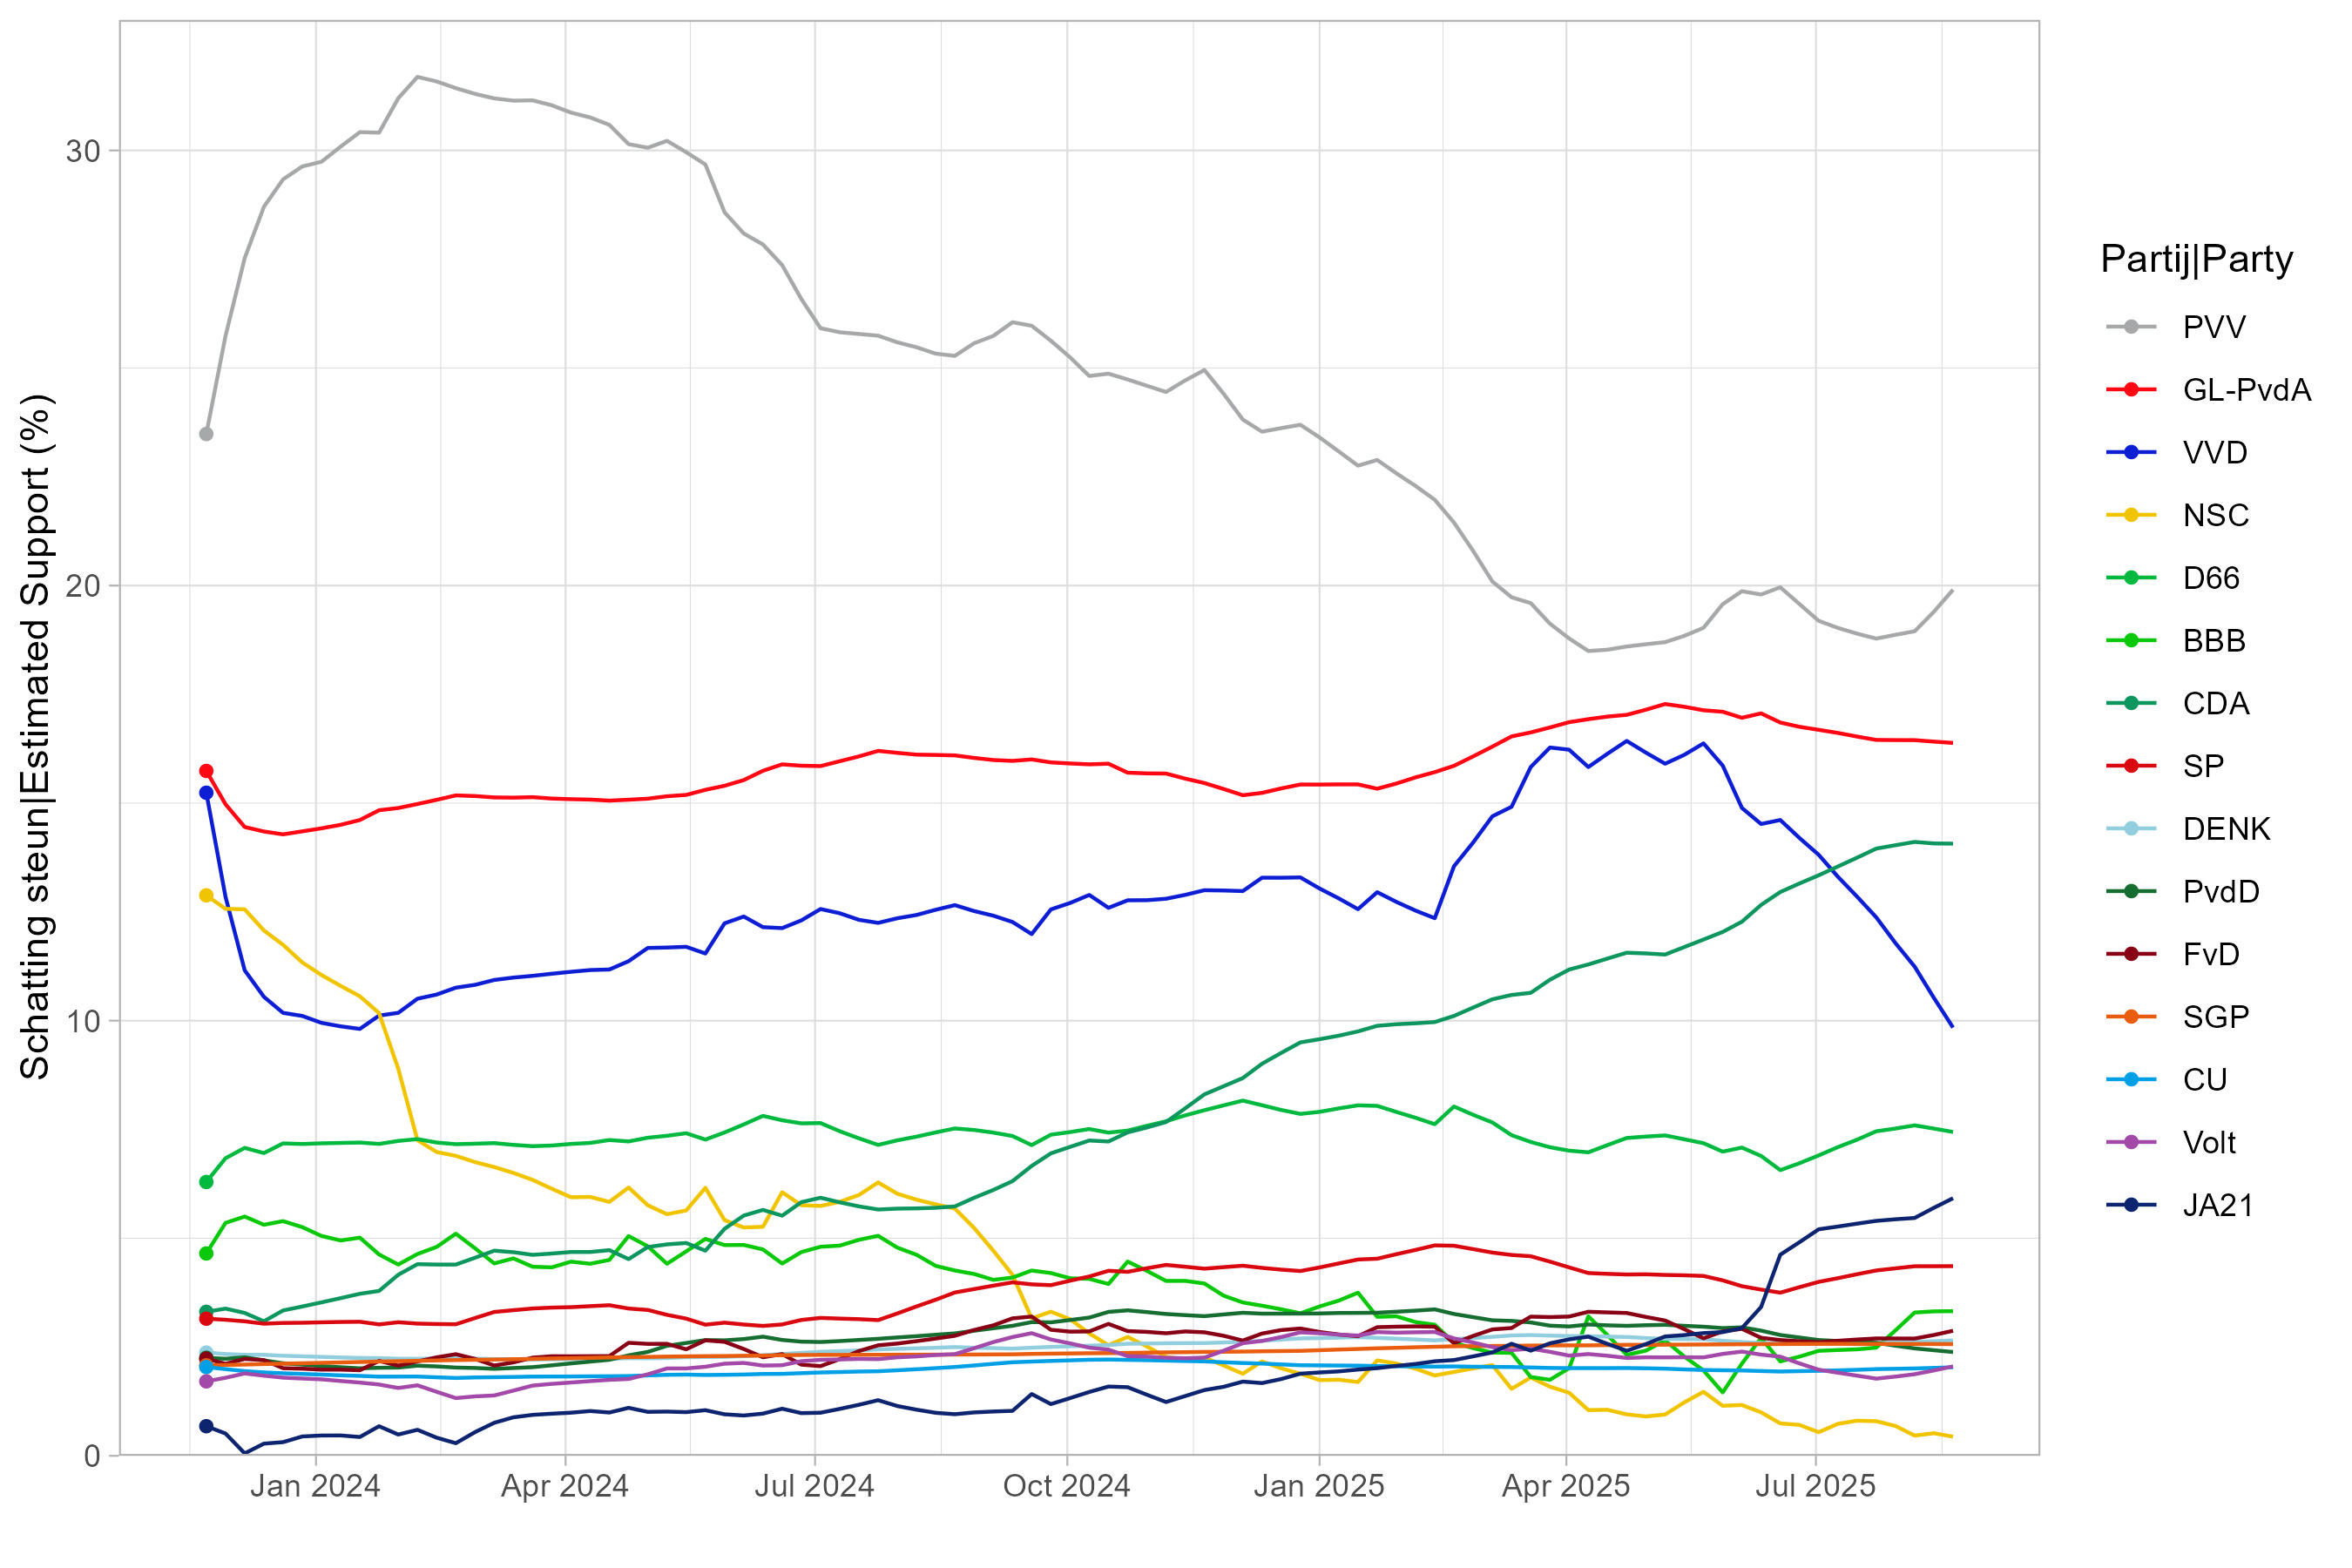 Schatting steun|Estimated Support (%)
30
20
10
0
Jan 2024
Apr 2024
Jul 2024
Oct 2024
Jan 2025
Apr 2025
Jul 2025
Partij|Party
PVV
GL-PvdA
VVD
NSC
D66
BBB
CDA
SP
DENK
PvdD
FvD
SGP
CU
Volt
JA21